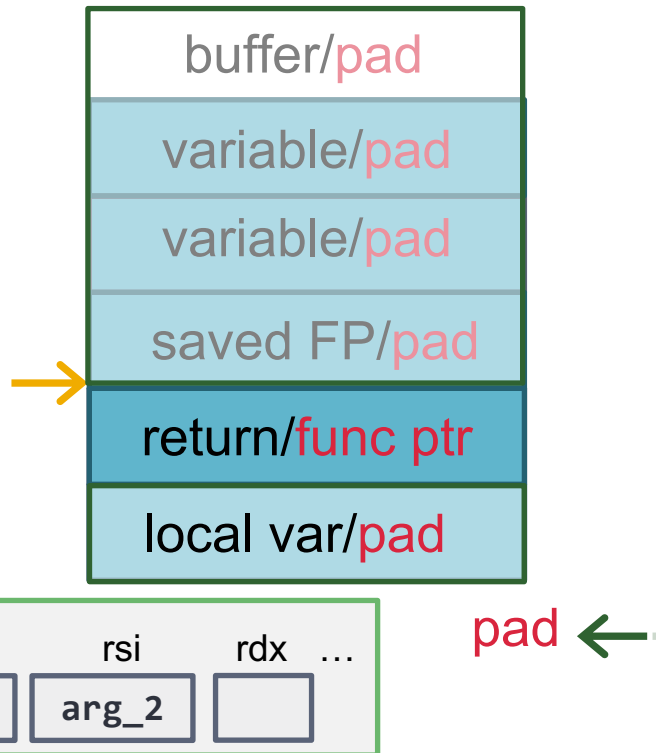 buffer/pad
variable/pad
variable/pad
saved FP/pad
return/func ptr
local var/pad
pad
rsi rdx …
arg_2